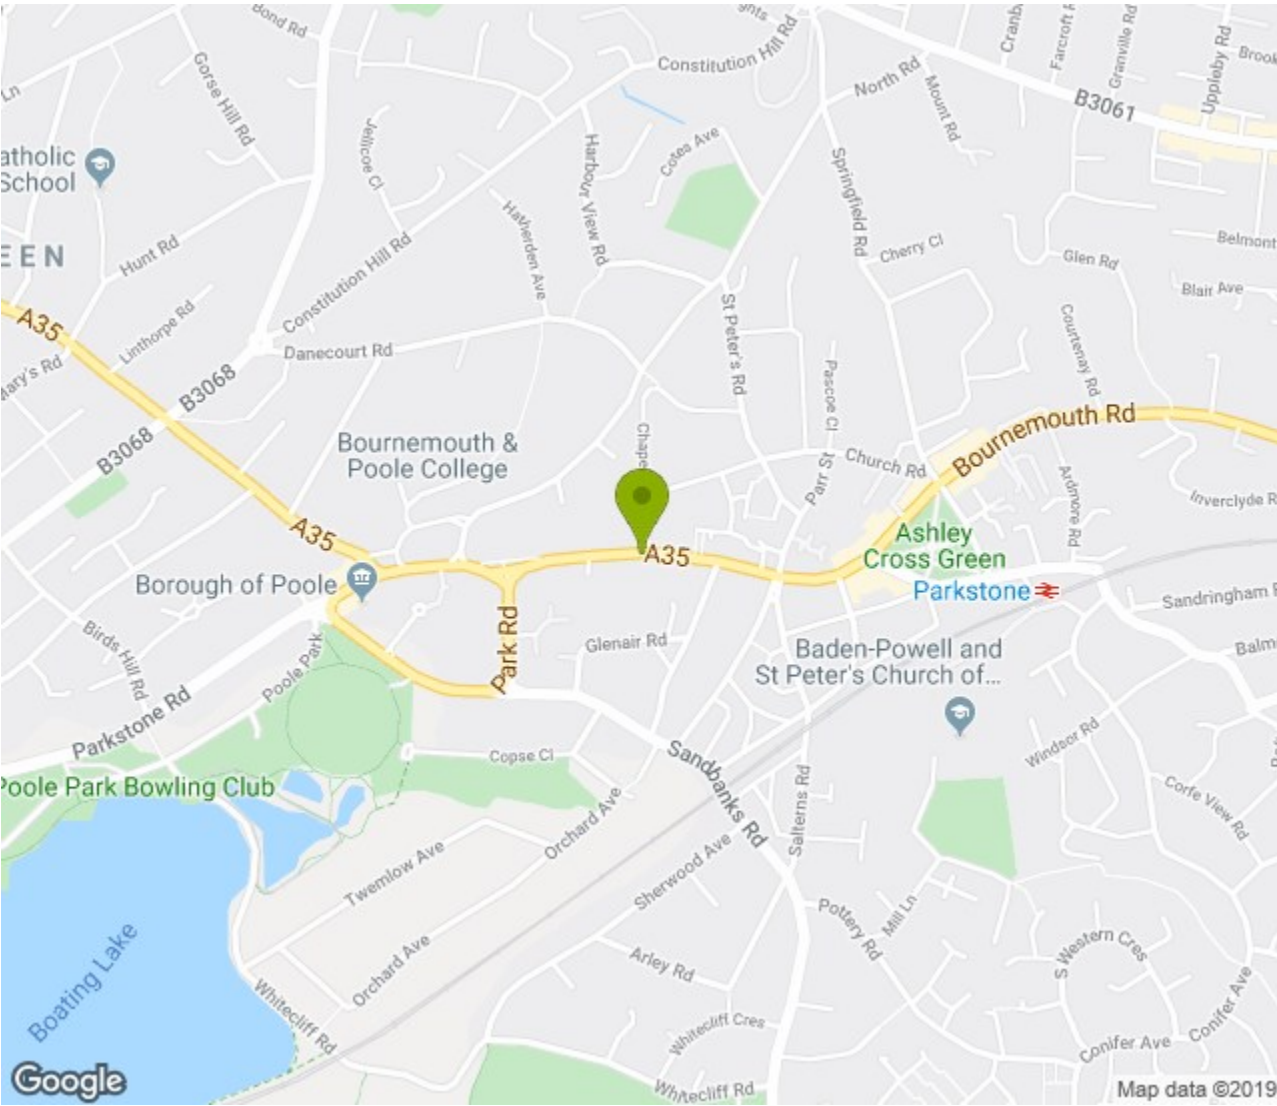 Bond Rd
ghts
Constitution Hill Rd
Cranb
Farcroft R
Granville Rd
Uppleby Rd
Brook
Ln
Gorse Hill Rd
North Rd
Mount Rd
B3061
Jellicoe Cl
Harbour View Rd
Cotes Ave
Springfield Rd
atholic
School
EEN
Hunt Rd
Hatherden Ave
Cherry Cl
Glen Rd
Belmont
Constitution Hill Rd
Blair Ave
A35
Linthorpe Rd
Danecourt Rd
St Peter's Rd
Courtenay Rd
Mary's Rd
B3068
Pascoe Cl
Bournemouth Rd
B3068
Bournemouth &
Poole College
Chape
Church Rd
Parr St
Ardmore Rd
Inverclyde R
A35
A35
Ashley
Cross Green
Borough of Poole
Parkstone
Sandringham R
Birds Hill Rd
Poole Park
Park Rd
Glenair Rd
Baden-Powell and
St Peter's Church of...
Balm
Parkstone Rd
Copse Cl
Sandbanks Rd
Windsor Rd
Poole Park Bowling Club
Orchard Ave
Salterns Rd
Corfe View Rd
Twemlow Ave
Sherwood Ave
Boating Lake
Orchard Ave
Arley Rd
Pottery Rd
Mill Ln
S Western Cres
Whitecliff Rd
Whitecliff Cres
Conifer Ave
Conifer Ave
Google
Whitecliff Rd
Map data ©2019